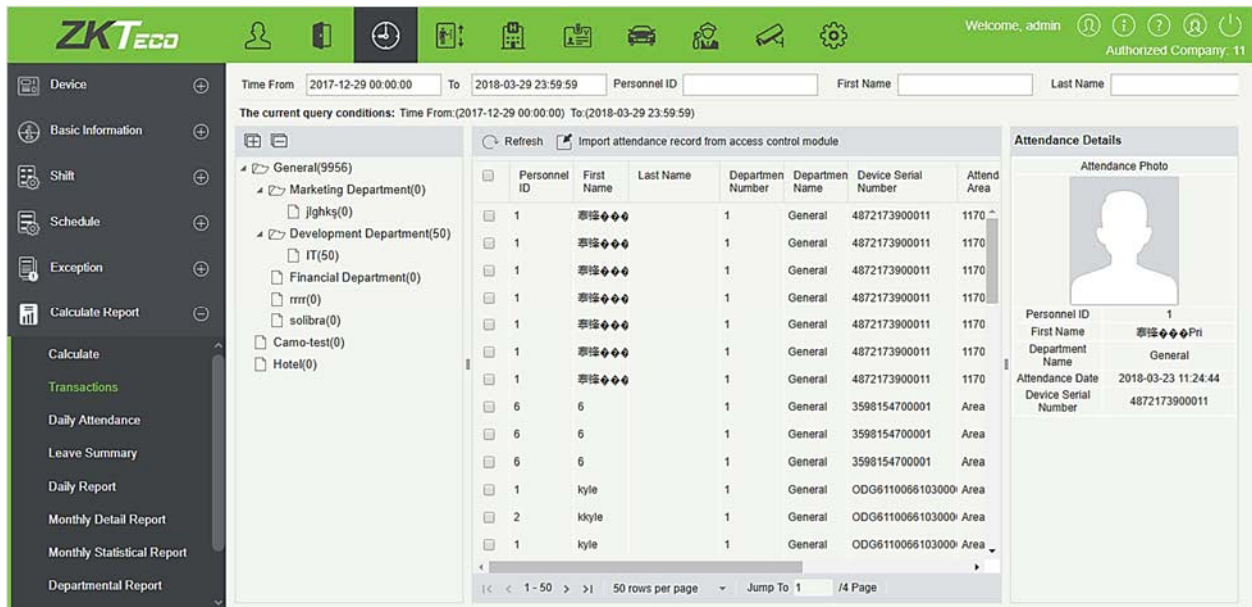 ZKTeco
Welcome, admin
Authorized Company: 11
Device
Basic Information
Shift
Schedule
Exception
Calculate Report
Calculate
Transactions
Daily Attendance
Leave Summary
Daily Report
Monthly Detail Report
Monthly Statistical Report
Departmental Report
Time From 2017-12-29 00:00:00 To 2018-03-29 23:59:59 Personnel ID First Name Last Name
The current query conditions: Time From:(2017-12-29 00:00:00) To:(2018-03-29 23:59:59)
General(9956)
Marketing Department(0)
jlghkş(0)
Development Department(50)
IT(50)
Financial Department(0)
rrrr(0)
solibra(0)
Camo-test(0)
Hotel(0)
Refresh Import attendance record from access control module
Personnel ID First Name Last Name Departmen Number Departmen Name Device Serial Number Attend Area
1 1 General 4872173900011 1170
1 1 General 4872173900011 1170
1 1 General 4872173900011 1170
1 1 General 4872173900011 1170
1 1 General 4872173900011 1170
1 1 General 4872173900011 1170
1 1 General 4872173900011 1170
6 6 1 General 3598154700001 Area
6 6 1 General 3598154700001 Area
6 6 1 General 3598154700001 Area
1 kyle 1 General ODG6110066103000 Area
2 kkyle 1 General ODG6110066103000 Area
1 kyle 1 General ODG6110066103000 Area
1 - 50 50 rows per page Jump To 1 /4 Page
Attendance Details
Attendance Photo
Personnel ID 1
First Name Pri
Department Name General
Attendance Date 2018-03-23 11:24:44
Device Serial Number 4872173900011